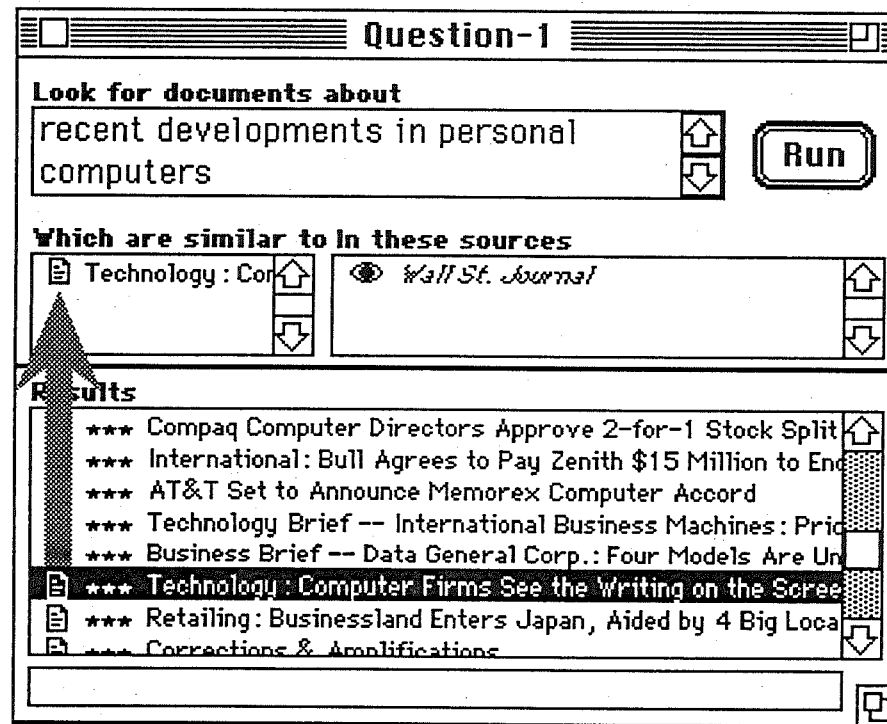 Question-1
Look for documents about
recent developments in personal
computers
Run
Which are similar to In these sources
Technology : Cor
Wall St. Journal
Results
*** Compaq Computer Directors Approve 2-for-1 Stock Split
*** International: Bull Agrees to Pay Zenith $15 Million to End
*** AT&T Set to Announce Memorex Computer Accord
*** Technology Brief -- International Business Machines: Pric
*** Business Brief -- Data General Corp.: Four Models Are Un
*** Technology : Computer Firms See the Writing on the Scree
*** Retailing: Businessland Enters Japan, Aided by 4 Big Loca
*** Corrections & Amplifications